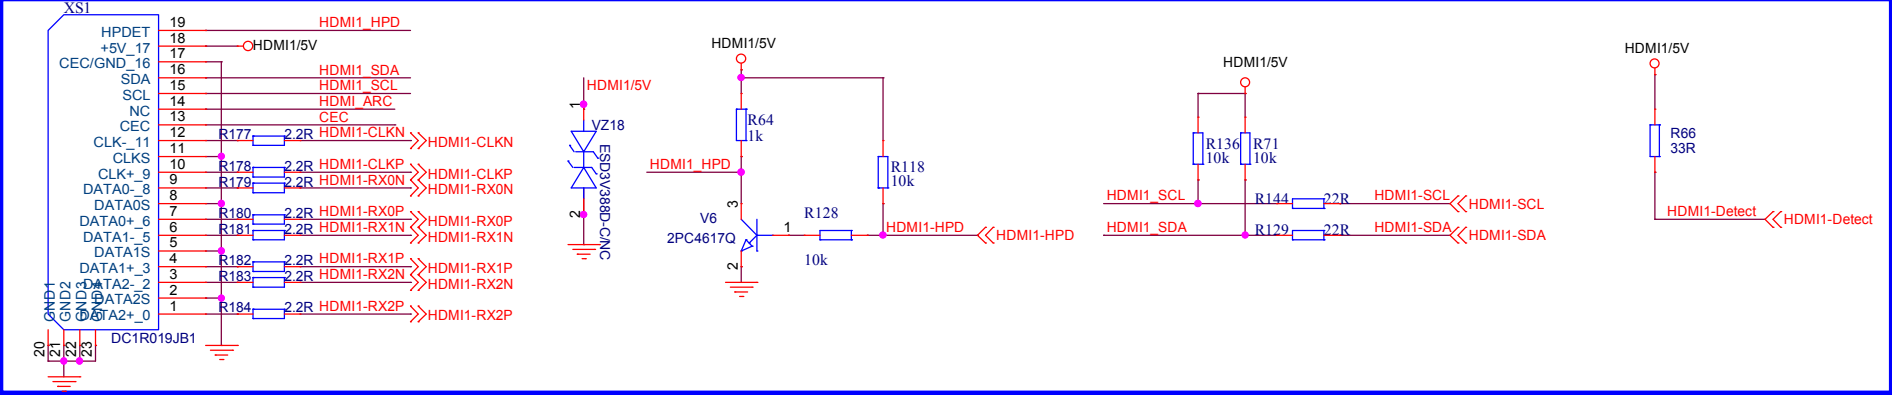 XS1
HPDET 19 HDMI1_HPD
+5V_17 18 HDMI1/5V
CEC/GND_16 17
SDA 16 HDMI1_SDA
SCL 15 HDMI1_SCL
NC 14 HDMI_ARC
CEC 13 CEC
CLK-_11 12 R177 2.2R HDMI1-CLKN HDMI1-CLKN
CLKS 11
CLK+_9 10 R178 2.2R HDMI1-CLKP HDMI1-CLKP
DATA0-_8 9 R179 2.2R HDMI1-RX0N HDMI1-RX0N
DATA0S 8
DATA0+_6 7 R180 2.2R HDMI1-RX0P HDMI1-RX0P
DATA1-_5 6 R181 2.2R HDMI1-RX1N HDMI1-RX1N
DATA1S 5
DATA1+_3 4 R182 2.2R HDMI1-RX1P HDMI1-RX1P
DATA2-_2 3 R183 2.2R HDMI1-RX2N HDMI1-RX2N
DATA2S 2
DATA2+_0 1 R184 2.2R HDMI1-RX2P HDMI1-RX2P
GND1
GND2
GND3
20
21
22
23
DC1R019JB1
HDMI1/5V
1
VZ18
ESD3V388D-C/NC
2
HDMI1/5V
R64
1k
HDMI1_HPD
R118
10k
3
V6
2PC4617Q
1
2
R128
10k
HDMI1-HPD HDMI1-HPD
HDMI1/5V
R136
10k
R71
10k
HDMI1_SCL R144 22R HDMI1-SCL HDMI1-SCL
HDMI1_SDA R129 22R HDMI1-SDA HDMI1-SDA
HDMI1/5V
R66
33R
HDMI1-Detect HDMI1-Detect